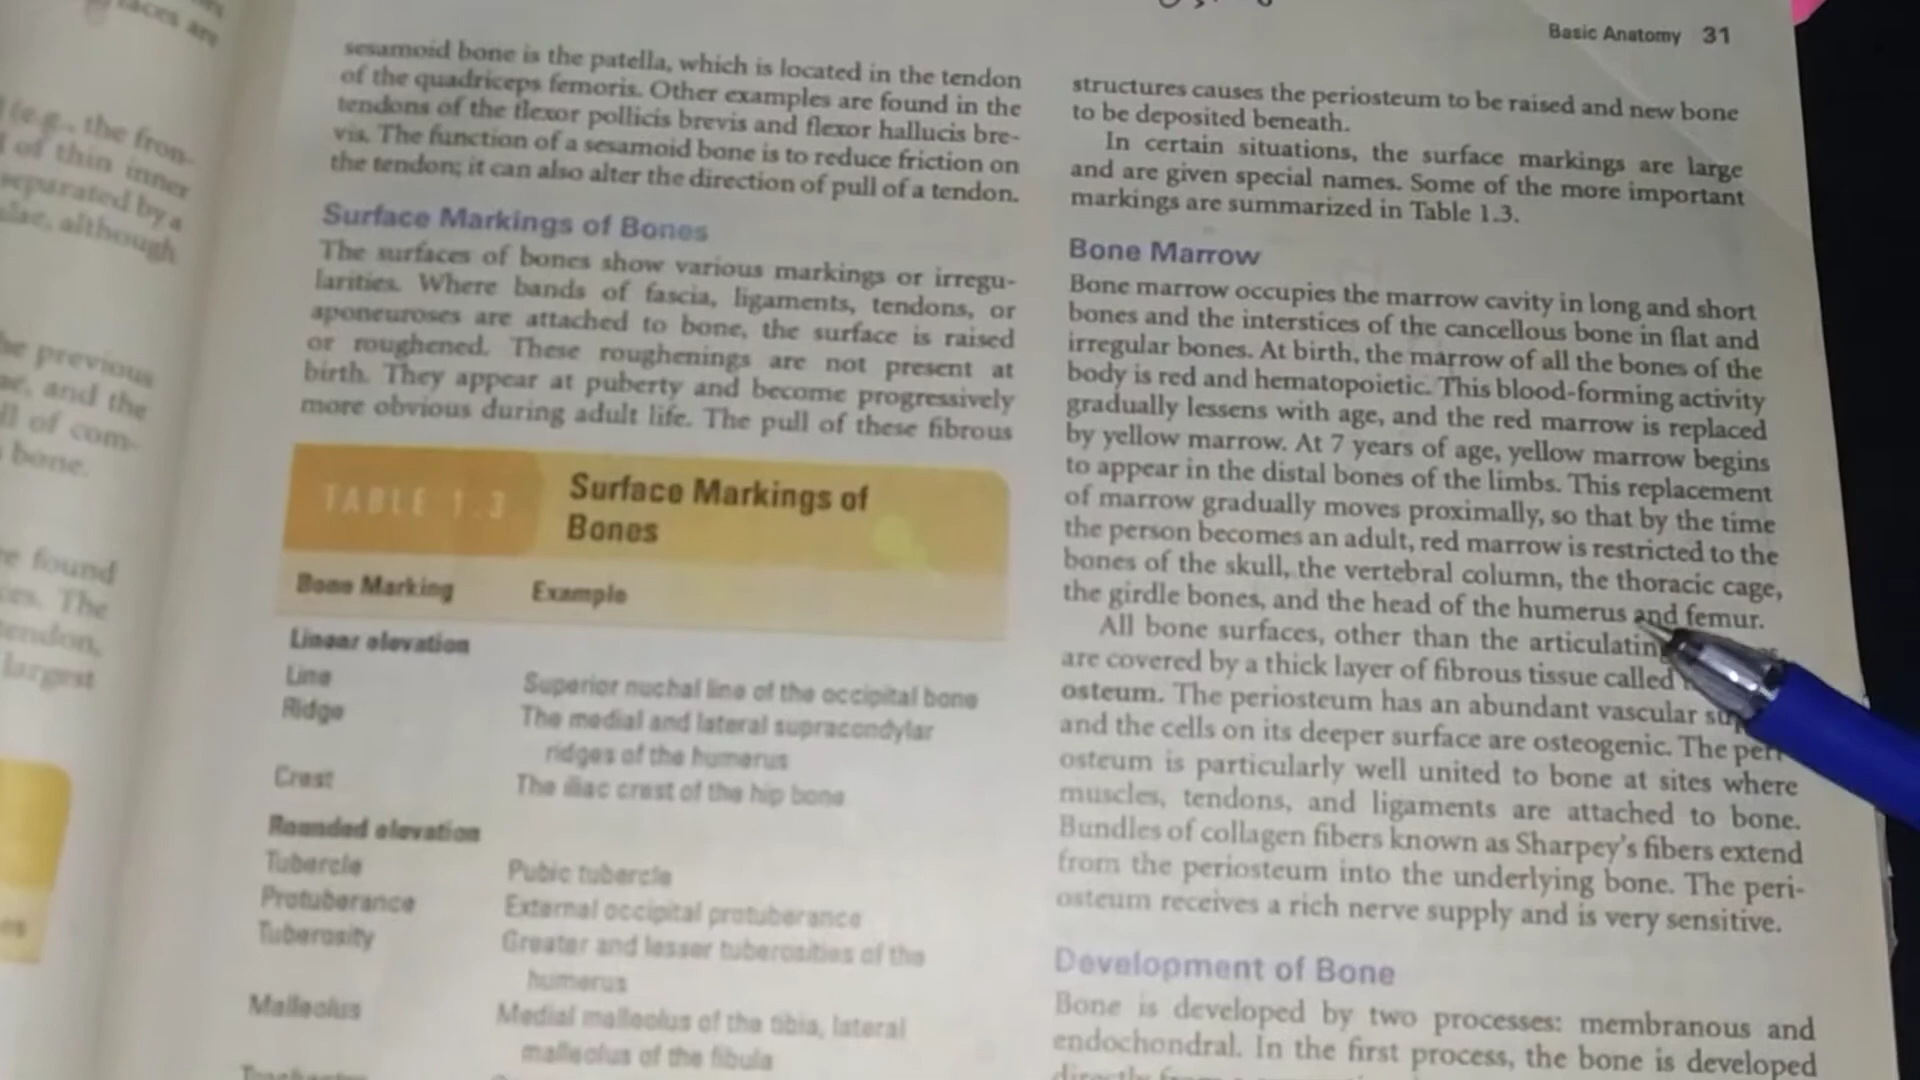 Basic Anatomy 31
sesamoid bone is the patella, which is located in the tendon
of the quadriceps femoris. Other examples are found in the
tendons of the flexor pollicis brevis and flexor hallucis bre-
vis. The function of a sesamoid bone is to reduce friction on
the tendon; it can also alter the direction of pull of a tendon.
Surface Markings of Bones
The surfaces of bones show various markings or irregu-
larities. Where bands of fascia, ligaments, tendons, or
aponeuroses are attached to bone, the surface is raised
or roughened. These roughenings are not present at
birth. They appear at puberty and become progressively
more obvious during adult life. The pull of these fibrous
TABLE 1.3
Surface Markings of
Bones
Bone Marking Example
Linear elevation
Line Superior nuchal line of the occipital bone
Ridge The medial and lateral supracondylar
ridges of the humerus
Crest The iliac crest of the hip bone
Rounded elevation
Tubercle Pubic tubercle
Protuberance External occipital protuberance
Tuberosity Greater and lesser tuberosities of the
humerus
Malleolus Medial malleolus of the tibia, lateral
malleolus of the fibula
structures causes the periosteum to be raised and new bone
to be deposited beneath.
In certain situations, the surface markings are large
and are given special names. Some of the more important
markings are summarized in Table 1.3.
Bone Marrow
Bone marrow occupies the marrow cavity in long and short
bones and the interstices of the cancellous bone in flat and
irregular bones. At birth, the marrow of all the bones of the
body is red and hematopoietic. This blood-forming activity
gradually lessens with age, and the red marrow is replaced
by yellow marrow. At 7 years of age, yellow marrow begins
to appear in the distal bones of the limbs. This replacement
of marrow gradually moves proximally, so that by the time
the person becomes an adult, red marrow is restricted to the
bones of the skull, the vertebral column, the thoracic cage,
the girdle bones, and the head of the humerus and femur.
All bone surfaces, other than the articulatin
are covered by a thick layer of fibrous tissue called
osteum. The periosteum has an abundant vascular su
and the cells on its deeper surface are osteogenic. The peri-
osteum is particularly well united to bone at sites where
muscles, tendons, and ligaments are attached to bone.
Bundles of collagen fibers known as Sharpey's fibers extend
from the periosteum into the underlying bone. The peri-
osteum receives a rich nerve supply and is very sensitive.
Development of Bone
Bone is developed by two processes: membranous and
endochondral. In the first process, the bone is developed
(e.g., the fron-
of thin inner
separated by a
although
previous
and the
of com-
bone.
found
The
tendon,
largest